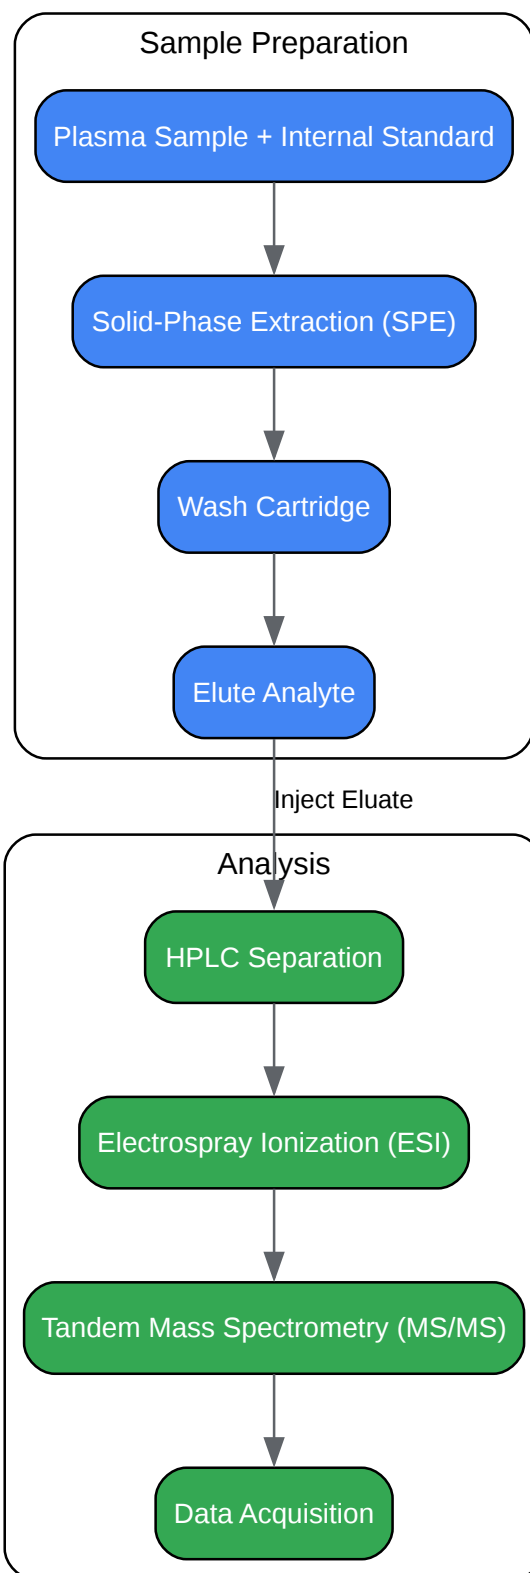 Sample Preparation
Plasma Sample + Internal Standard
Solid-Phase Extraction (SPE)
Wash Cartridge
Elute Analyte
Inject Eluate
Analysis
HPLC Separation
Electrospray Ionization (ESI)
Tandem Mass Spectrometry (MS/MS)
Data Acquisition